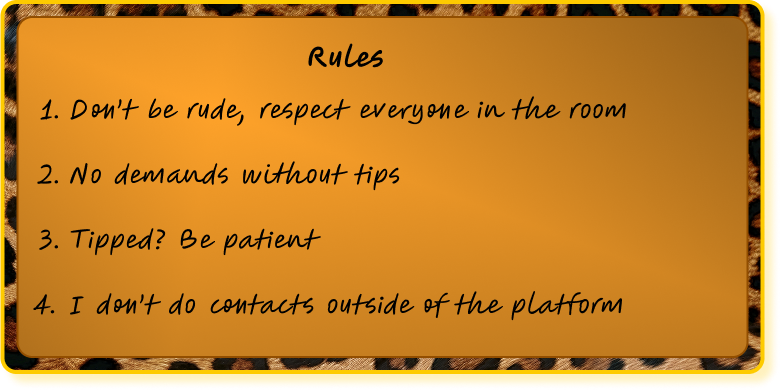 Rules
1. Don't be rude, respect everyone in the room
2. No demands without tips
3. Tipped? Be patient
4. I don't do contacts outside of the platform